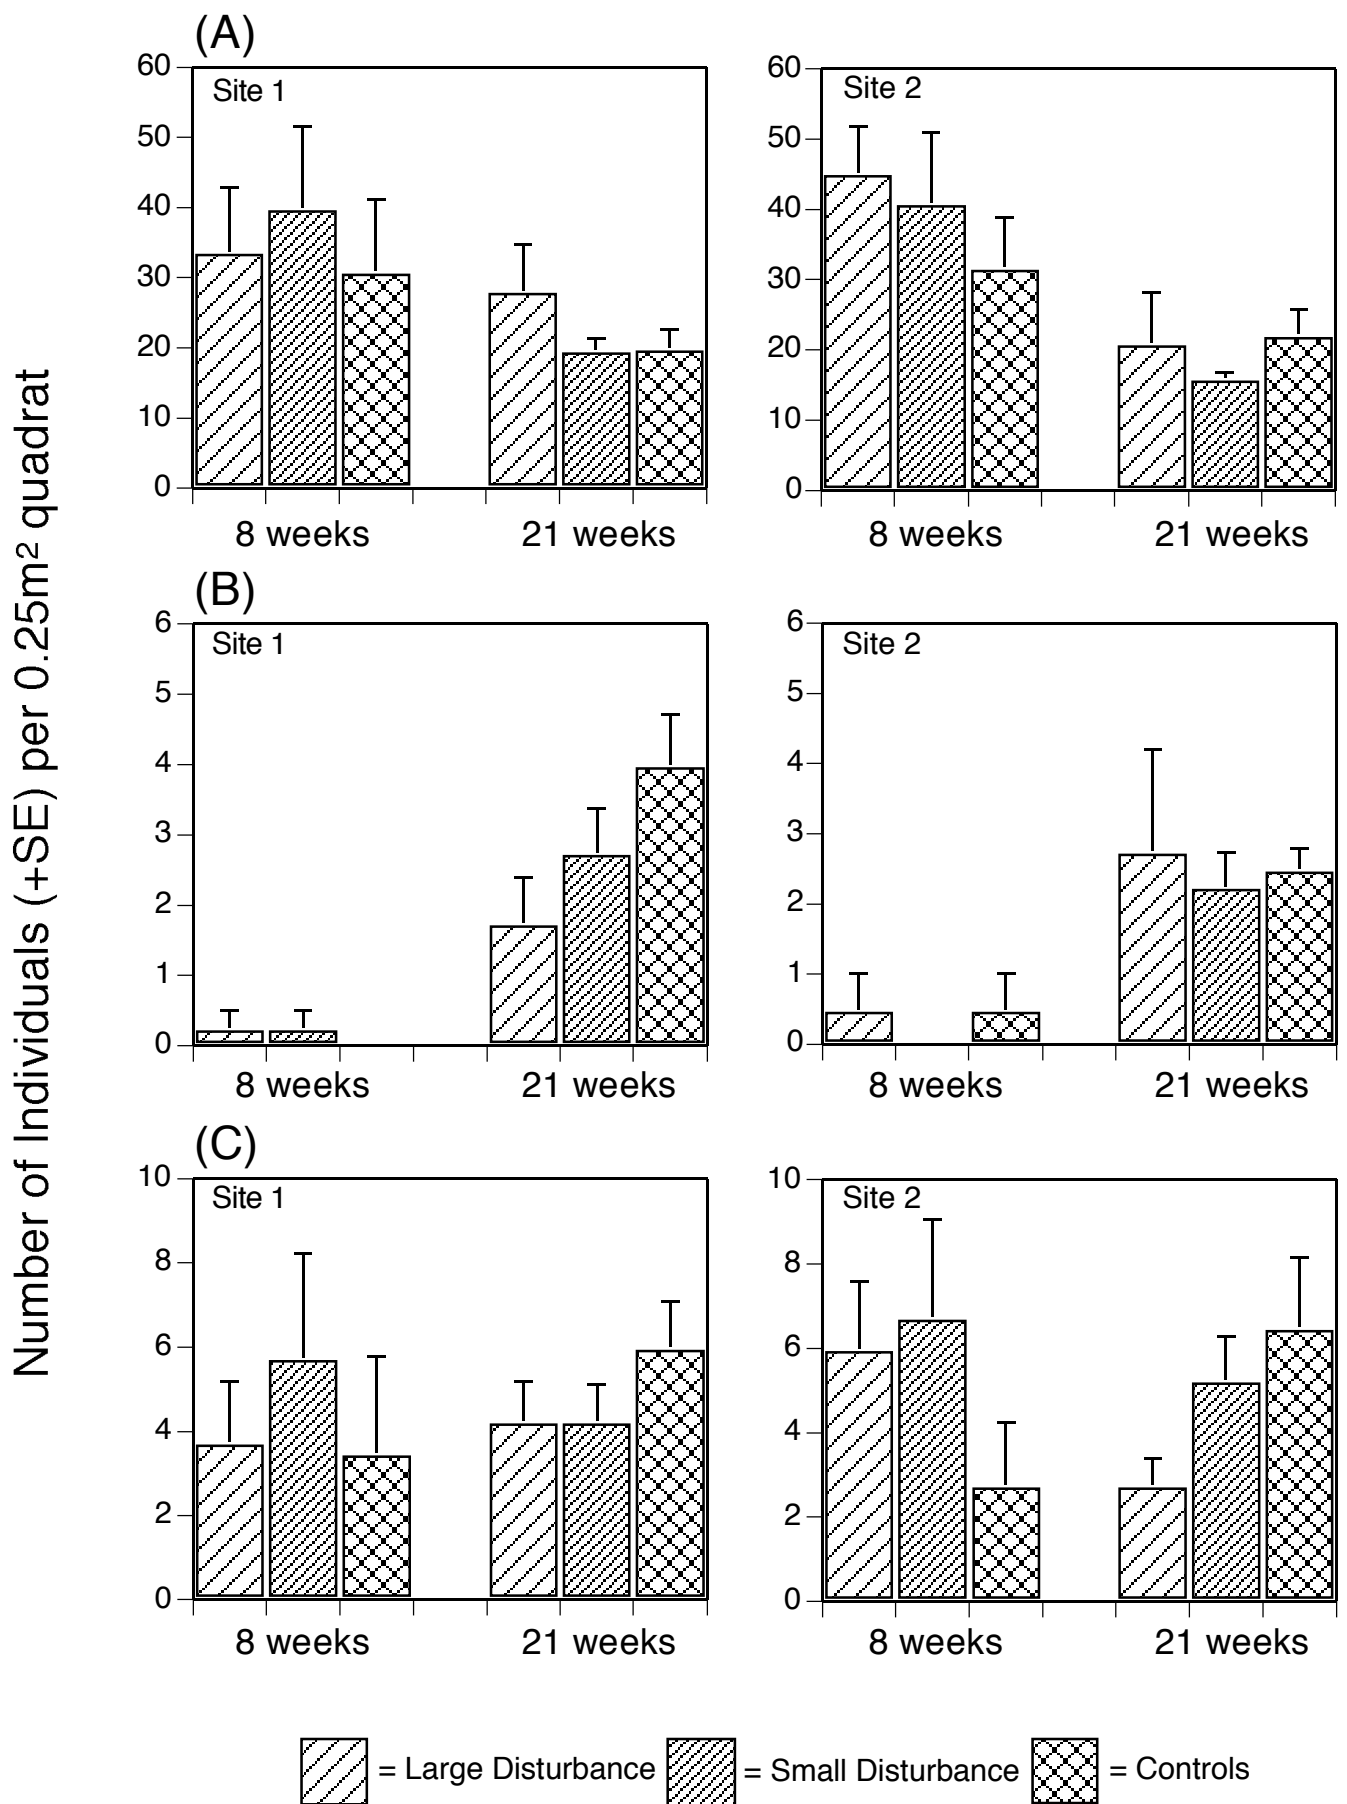 Number of Individuals (+SE) per 0.25m² quadrat
(A)
Site 1
60
50
40
30
20
10
0
8 weeks
21 weeks
Site 2
60
50
40
30
20
10
0
8 weeks
21 weeks
(B)
Site 1
6
5
4
3
2
1
0
8 weeks
21 weeks
Site 2
6
5
4
3
2
1
0
8 weeks
21 weeks
(C)
Site 1
10
8
6
4
2
0
8 weeks
21 weeks
Site 2
10
8
6
4
2
0
8 weeks
21 weeks
= Large Disturbance
= Small Disturbance
= Controls